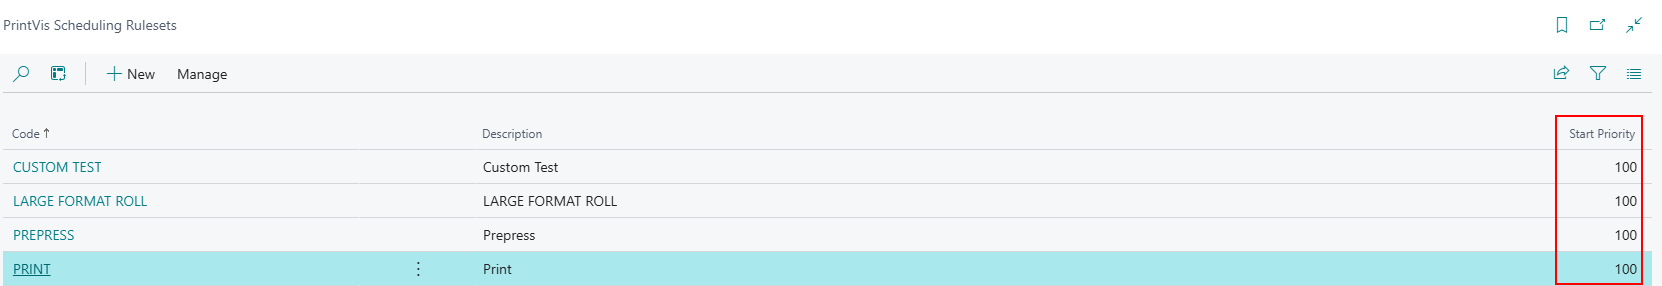 PrintVis Scheduling Rulesets
New Manage
Code ↑ Description Start Priority
CUSTOM TEST Custom Test 100
LARGE FORMAT ROLL LARGE FORMAT ROLL 100
PREPRESS Prepress 100
PRINT Print 100